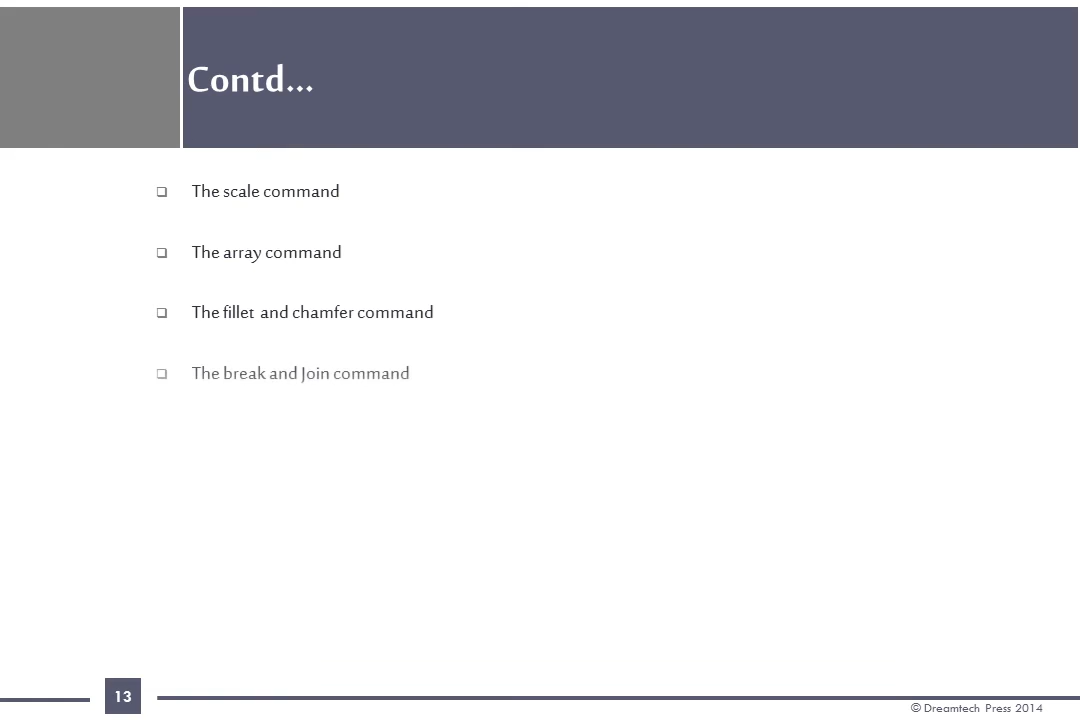 Contd...
❑ The scale command
❑ The array command
❑ The fillet and chamfer command
❑ The break and Join command
13
© Dreamtech Press 2014